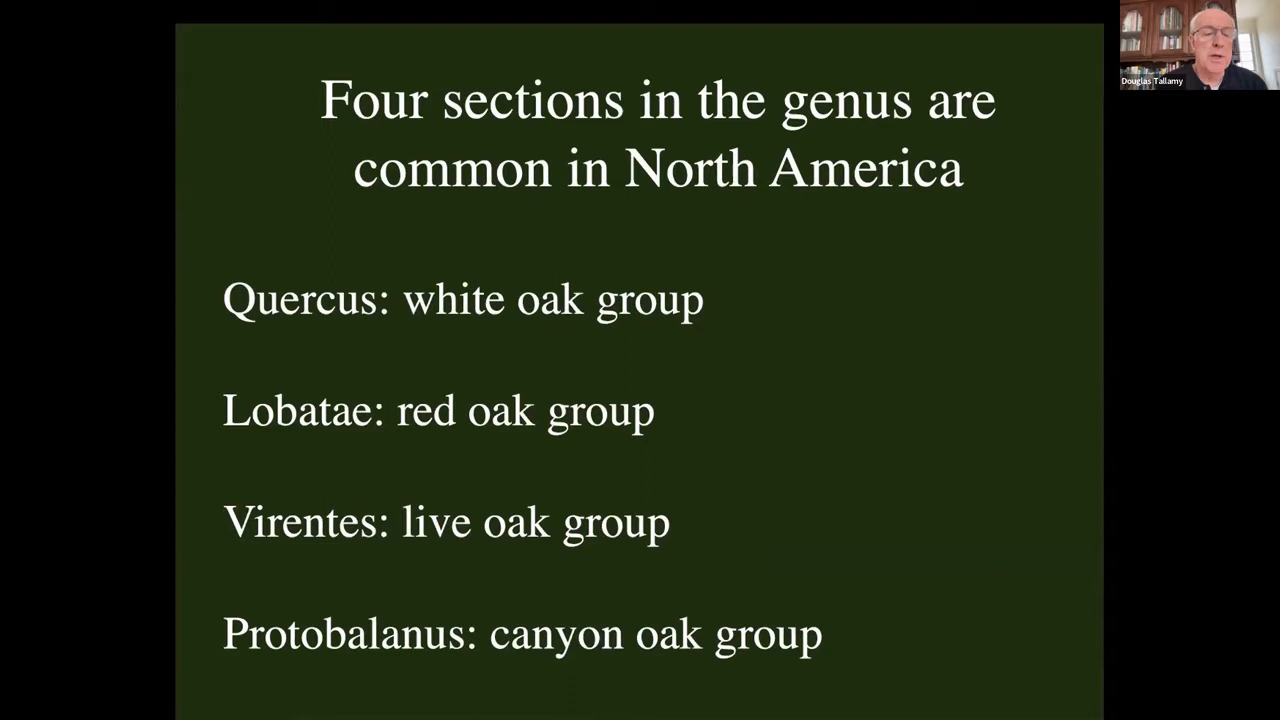 Four sections in the genus are
common in North America
Quercus: white oak group
Lobatae: red oak group
Virentes: live oak group
Protobalanus: canyon oak group
Douglas Tallamy